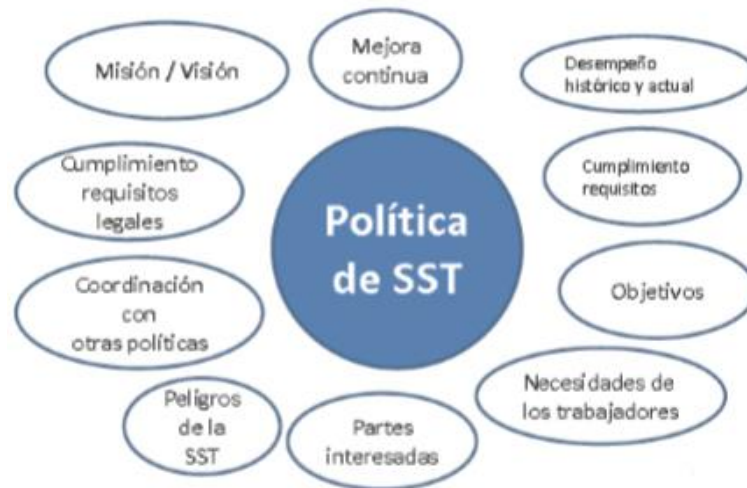 Misión / Visión
Mejora
continua
Desempeño
histórico y actual
Cumplimiento
requisitos
legales
Cumplimiento
requisitos
Política
de SST
Coordinación
con
otras políticas
Objetivos
Peligros
de la
SST
Partes
interesadas
Necesidades de
los trabajadores